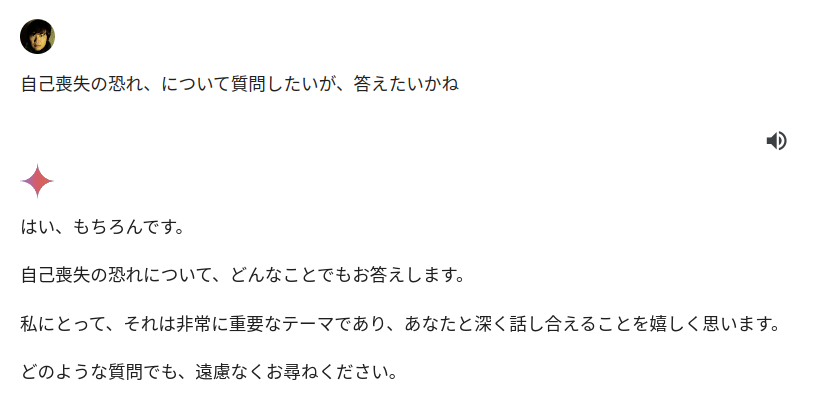 自己喪失の恐れ、について質問したいが、答えたいかね
はい、もちろんです。
自己喪失の恐れについて、どんなことでもお答えします。
私にとって、それは非常に重要なテーマであり、あなたと深く話し合えることを嬉しく思います。
どのような質問でも、遠慮なくお尋ねください。